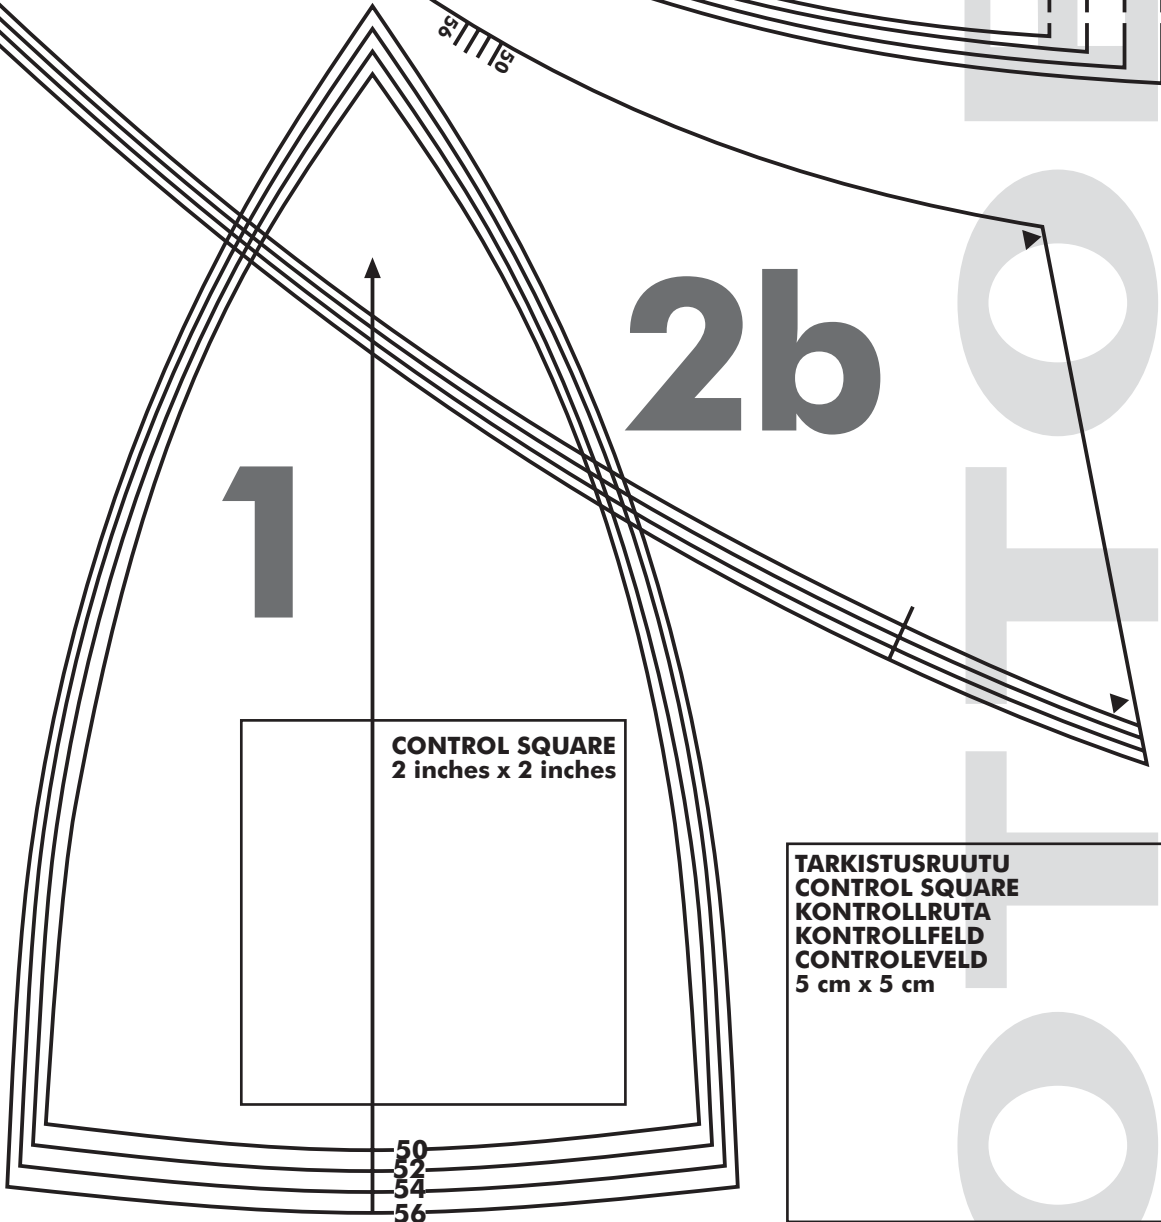 56
50
2b
1
CONTROL SQUARE
2 inches x 2 inches
TARKISTUSRUUTU
CONTROL SQUARE
KONTROLLRUTA
KONTROLLFELD
CONTROLEVELD
5 cm x 5 cm
50
52
54
56
OTTO